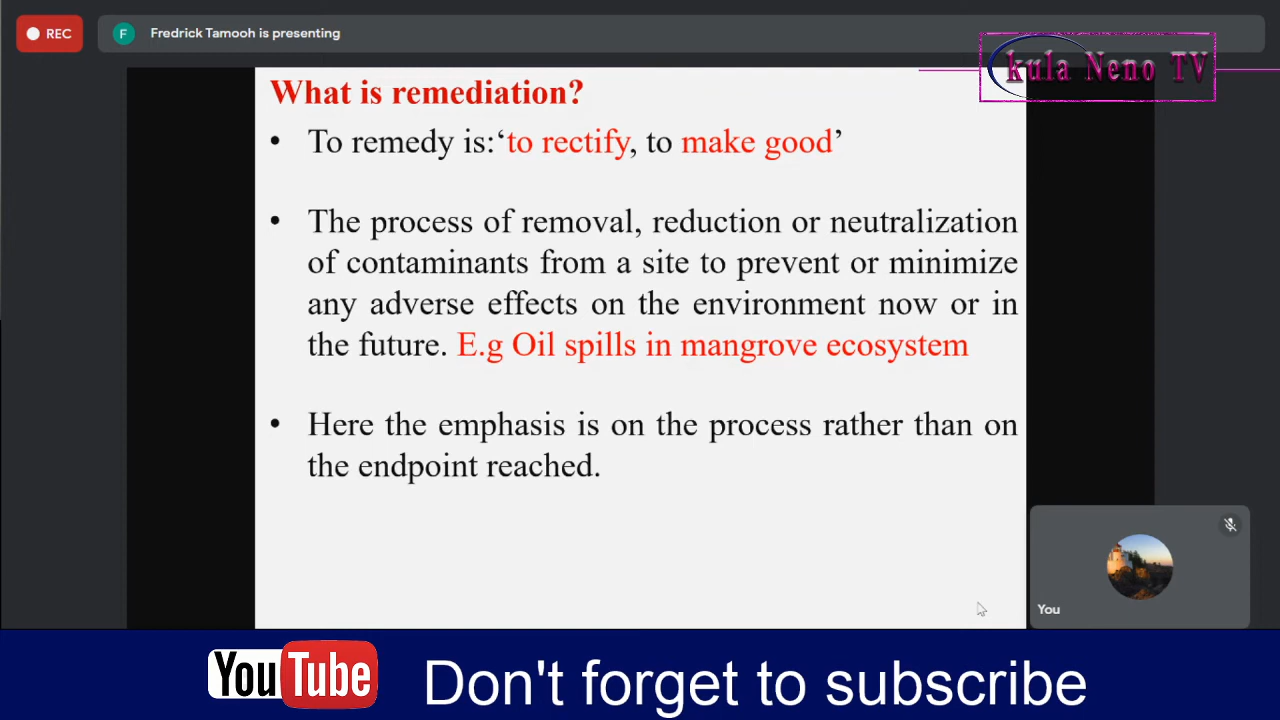 REC
F
Fredrick Tamooh is presenting
kula Neno TV
What is remediation?
• To remedy is:‘to rectify, to make good’
• The process of removal, reduction or neutralization
of contaminants from a site to prevent or minimize
any adverse effects on the environment now or in
the future. E.g Oil spills in mangrove ecosystem
• Here the emphasis is on the process rather than on
the endpoint reached.
You
YouTube
Don't forget to subscribe